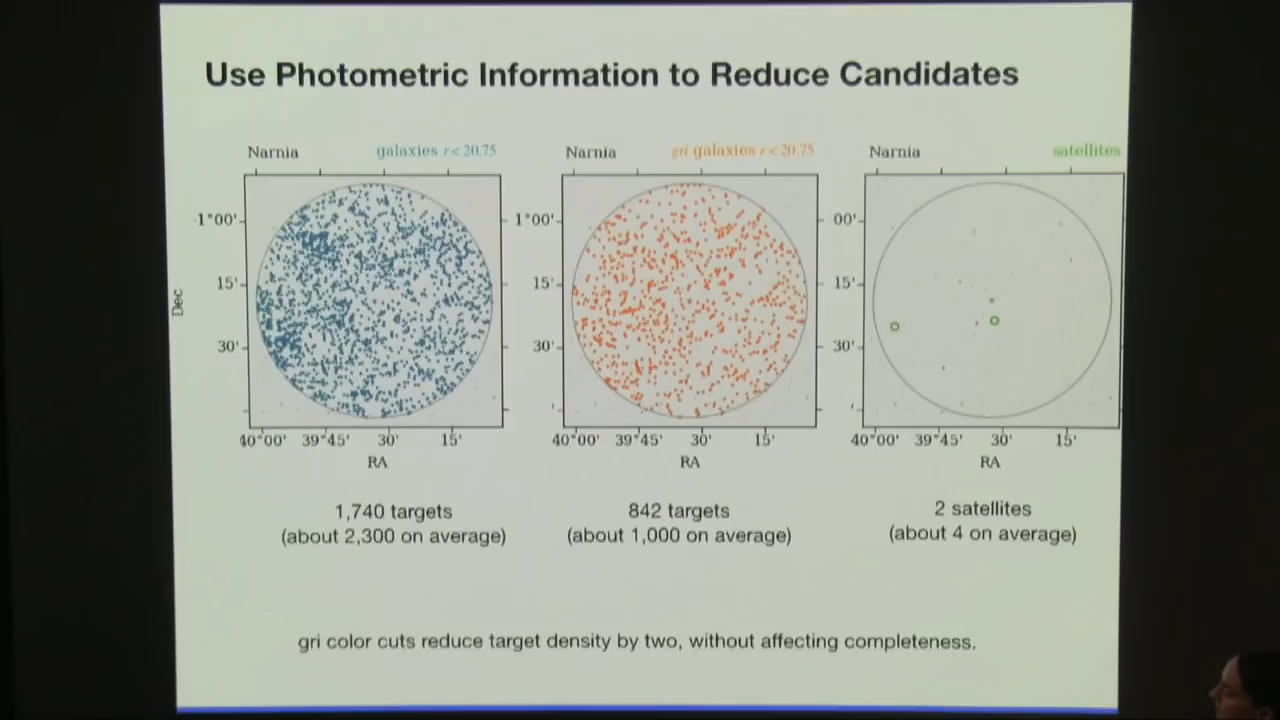 Use Photometric Information to Reduce Candidates
Narnia galaxies r < 20.75
Narnia gri galaxies r < 20.75
Narnia satellites
1°00' 1°00' 00'
15' 15' 15'
Dec
30' 30' 30'
40°00' 39°45' 30' 15' 40°00' 39°45' 30' 15' 40°00' 39°45' 30' 15'
RA RA RA
1,740 targets
(about 2,300 on average)
842 targets
(about 1,000 on average)
2 satellites
(about 4 on average)
gri color cuts reduce target density by two, without affecting completeness.